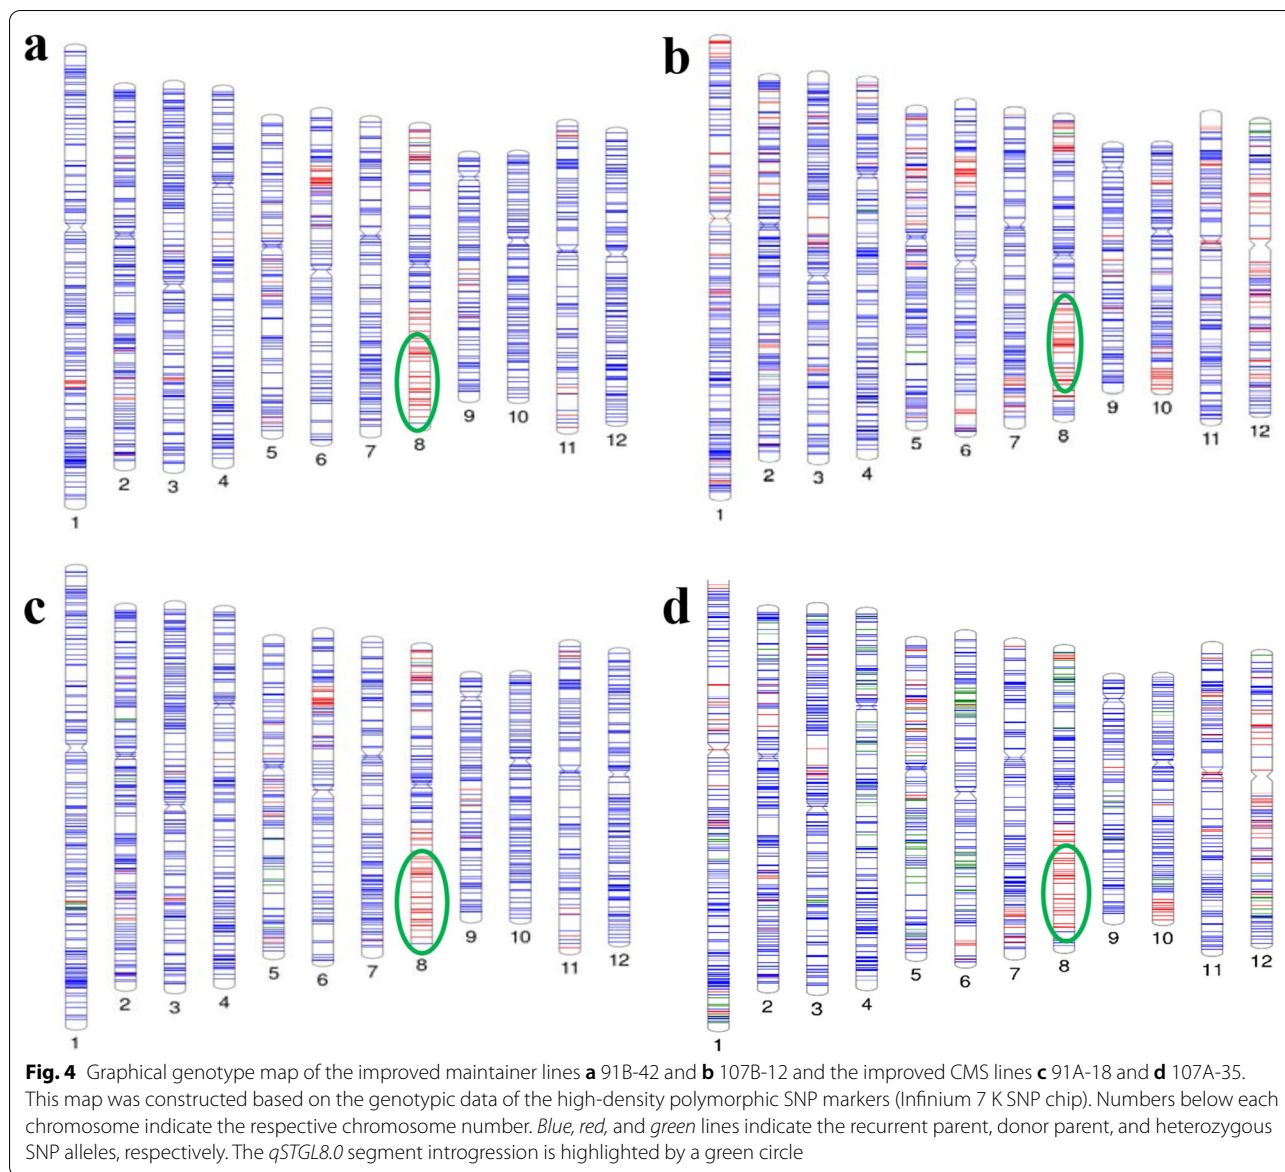 a
1 2 3 4 5 6 7 8 9 10 11 12
b
1 2 3 4 5 6 7 8 9 10 11 12
c
1 2 3 4 5 6 7 8 9 10 11 12
d
1 2 3 4 5 6 7 8 9 10 11 12
Fig. 4 Graphical genotype map of the improved maintainer lines a 91B-42 and b 107B-12 and the improved CMS lines c 91A-18 and d 107A-35.
This map was constructed based on the genotypic data of the high-density polymorphic SNP markers (Infinium 7 K SNP chip). Numbers below each
chromosome indicate the respective chromosome number. Blue, red, and green lines indicate the recurrent parent, donor parent, and heterozygous
SNP alleles, respectively. The qSTGL8.0 segment introgression is highlighted by a green circle